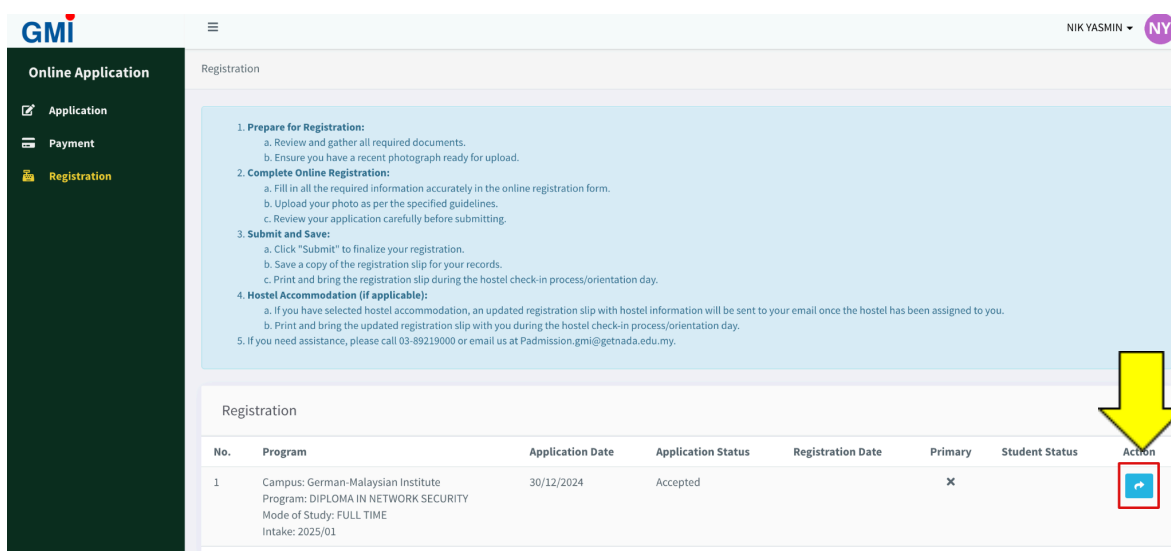 GMi
NIK YASMIN
NY
Online Application
Registration
Application
Payment
Registration
1. Prepare for Registration:
a. Review and gather all required documents.
b. Ensure you have a recent photograph ready for upload.
2. Complete Online Registration:
a. Fill in all the required information accurately in the online registration form.
b. Upload your photo as per the specified guidelines.
c. Review your application carefully before submitting.
3. Submit and Save:
a. Click "Submit" to finalize your registration.
b. Save a copy of the registration slip for your records.
c. Print and bring the registration slip during the hostel check-in process/orientation day.
4. Hostel Accommodation (if applicable):
a. If you have selected hostel accommodation, an updated registration slip with hostel information will be sent to your email once the hostel has been assigned to you.
b. Print and bring the updated registration slip with you during the hostel check-in process/orientation day.
5. If you need assistance, please call 03-89219000 or email us at Padmission.gmi@getnada.edu.my.
Registration
No. Program Application Date Application Status Registration Date Primary Student Status Action
1 Campus: German-Malaysian Institute 30/12/2024 Accepted
Program: DIPLOMA IN NETWORK SECURITY
Mode of Study: FULL TIME
Intake: 2025/01